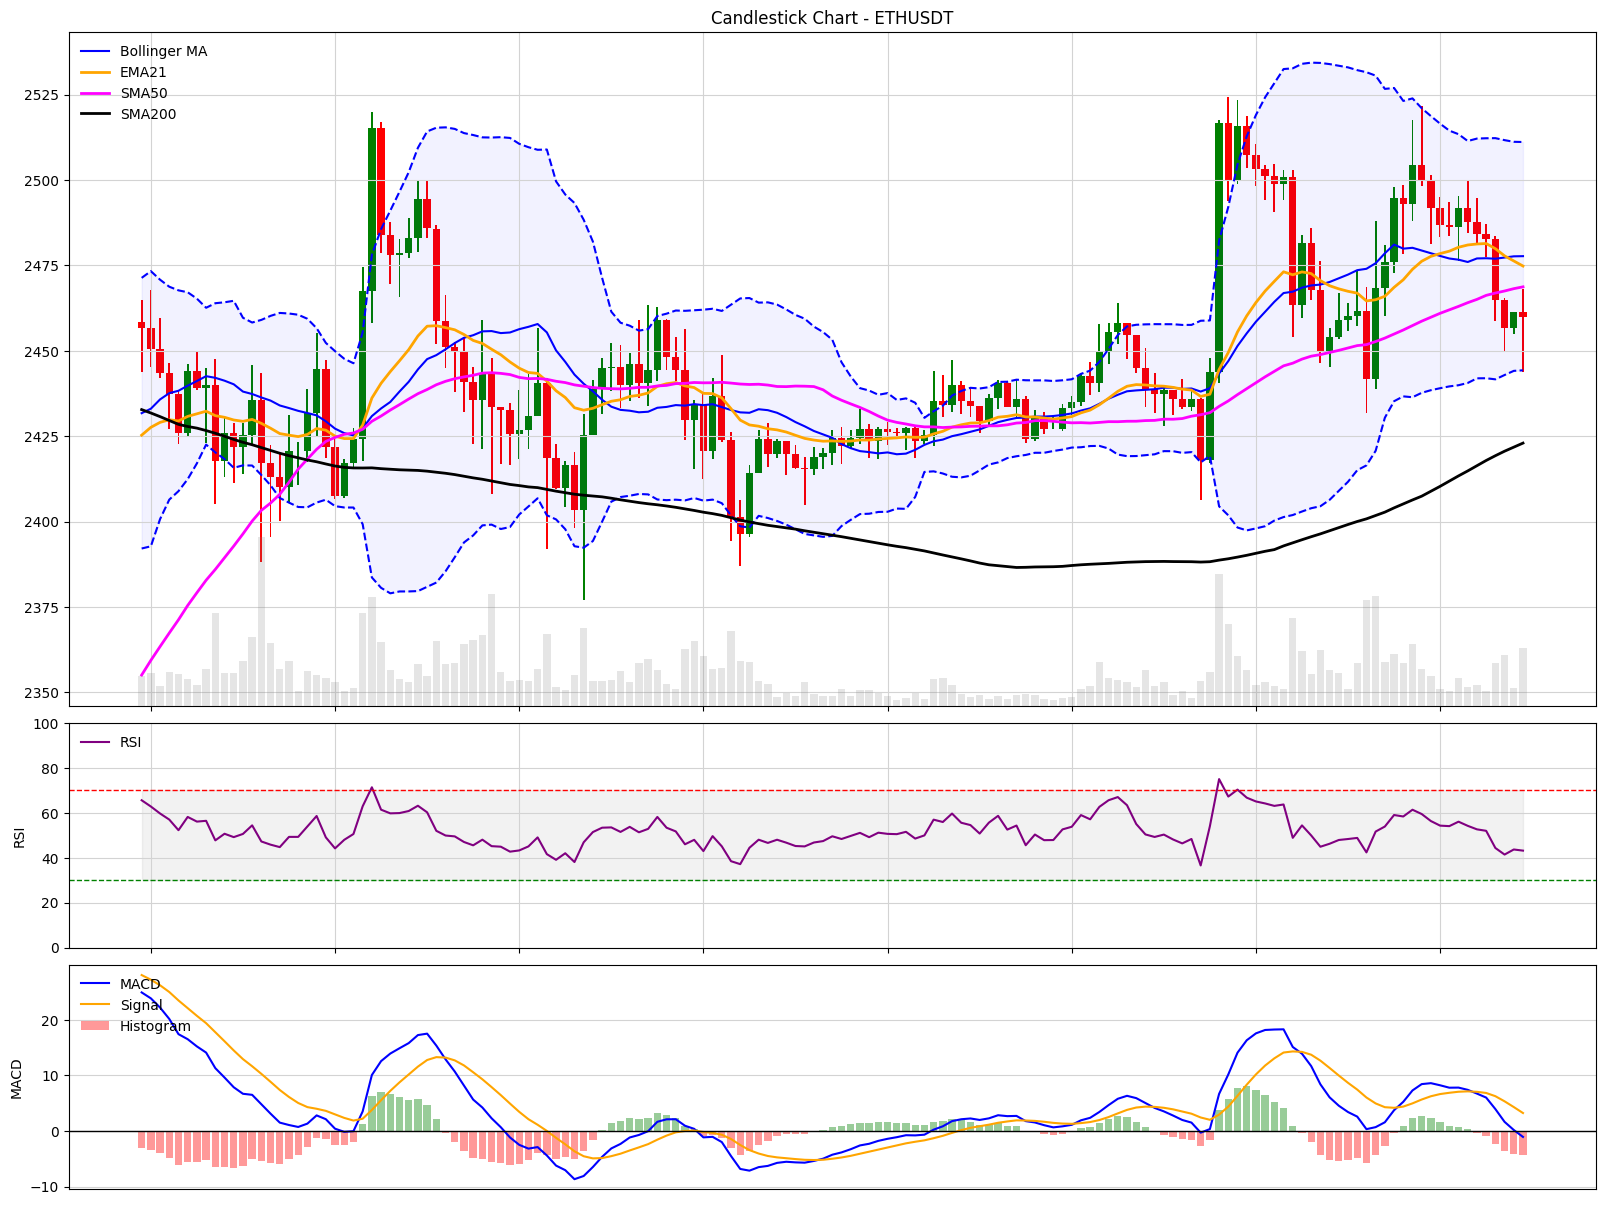 Candlestick Chart - ETHUSDT
Bollinger MA
EMA21
SMA50
SMA200
2525
2500
2475
2450
2425
2400
2375
2350
RSI
100
80
60
40
20
0
RSI
MACD
Signal
Histogram
20
10
0
−10
MACD